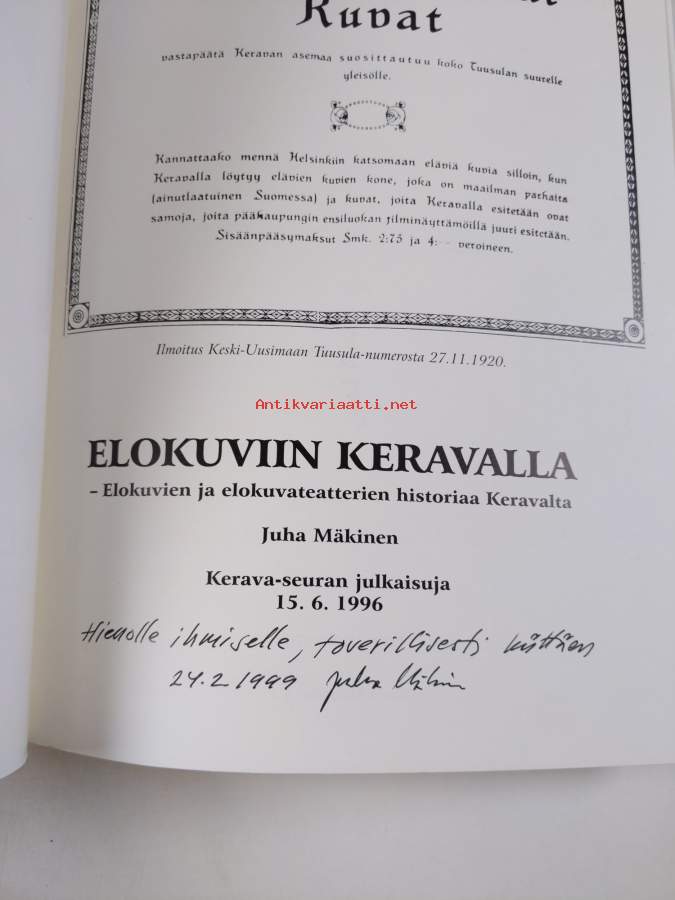 Kuvat
vastapäätä Keravan asemaa suosittautuu koko Tuusulan suurelle
yleisölle.
Kannattaako mennä Helsinkiin katsomaan eläviä kuvia silloin, kun
Keravalla löytyy elävien kuvien kone, joka on maailman parhaita
(ainutlaatuinen Suomessa) ja kuvat, joita Keravalla esitetään ovat
samoja, joita pääkaupungin ensiluokan filminäyttämöillä juuri esitetään.
Sisäänpääsymaksut Smk. 2:75 ja 4:— veroineen.
Ilmoitus Keski-Uusimaan Tuusula-numerosta 27.11.1920.
Antikvariaatti.net
ELOKUVIIN KERAVALLA
– Elokuvien ja elokuvateatterien historiaa Keravalta
Juha Mäkinen
Kerava-seuran julkaisuja
15. 6. 1996
Hienolle ihmiselle, toverillisesti kiittäen
24.2 1999 Juha Mäkinen